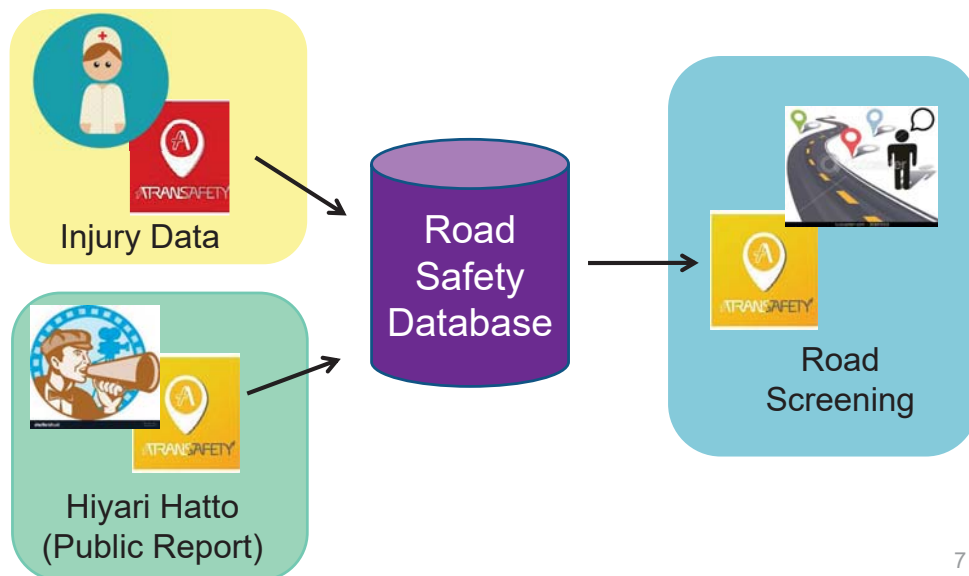 ATRANSAFETY
Injury Data
ATRANSAFETY
Hiyari Hatto
(Public Report)
Road
Safety
Database
ATRANSAFETY
Road
Screening
7